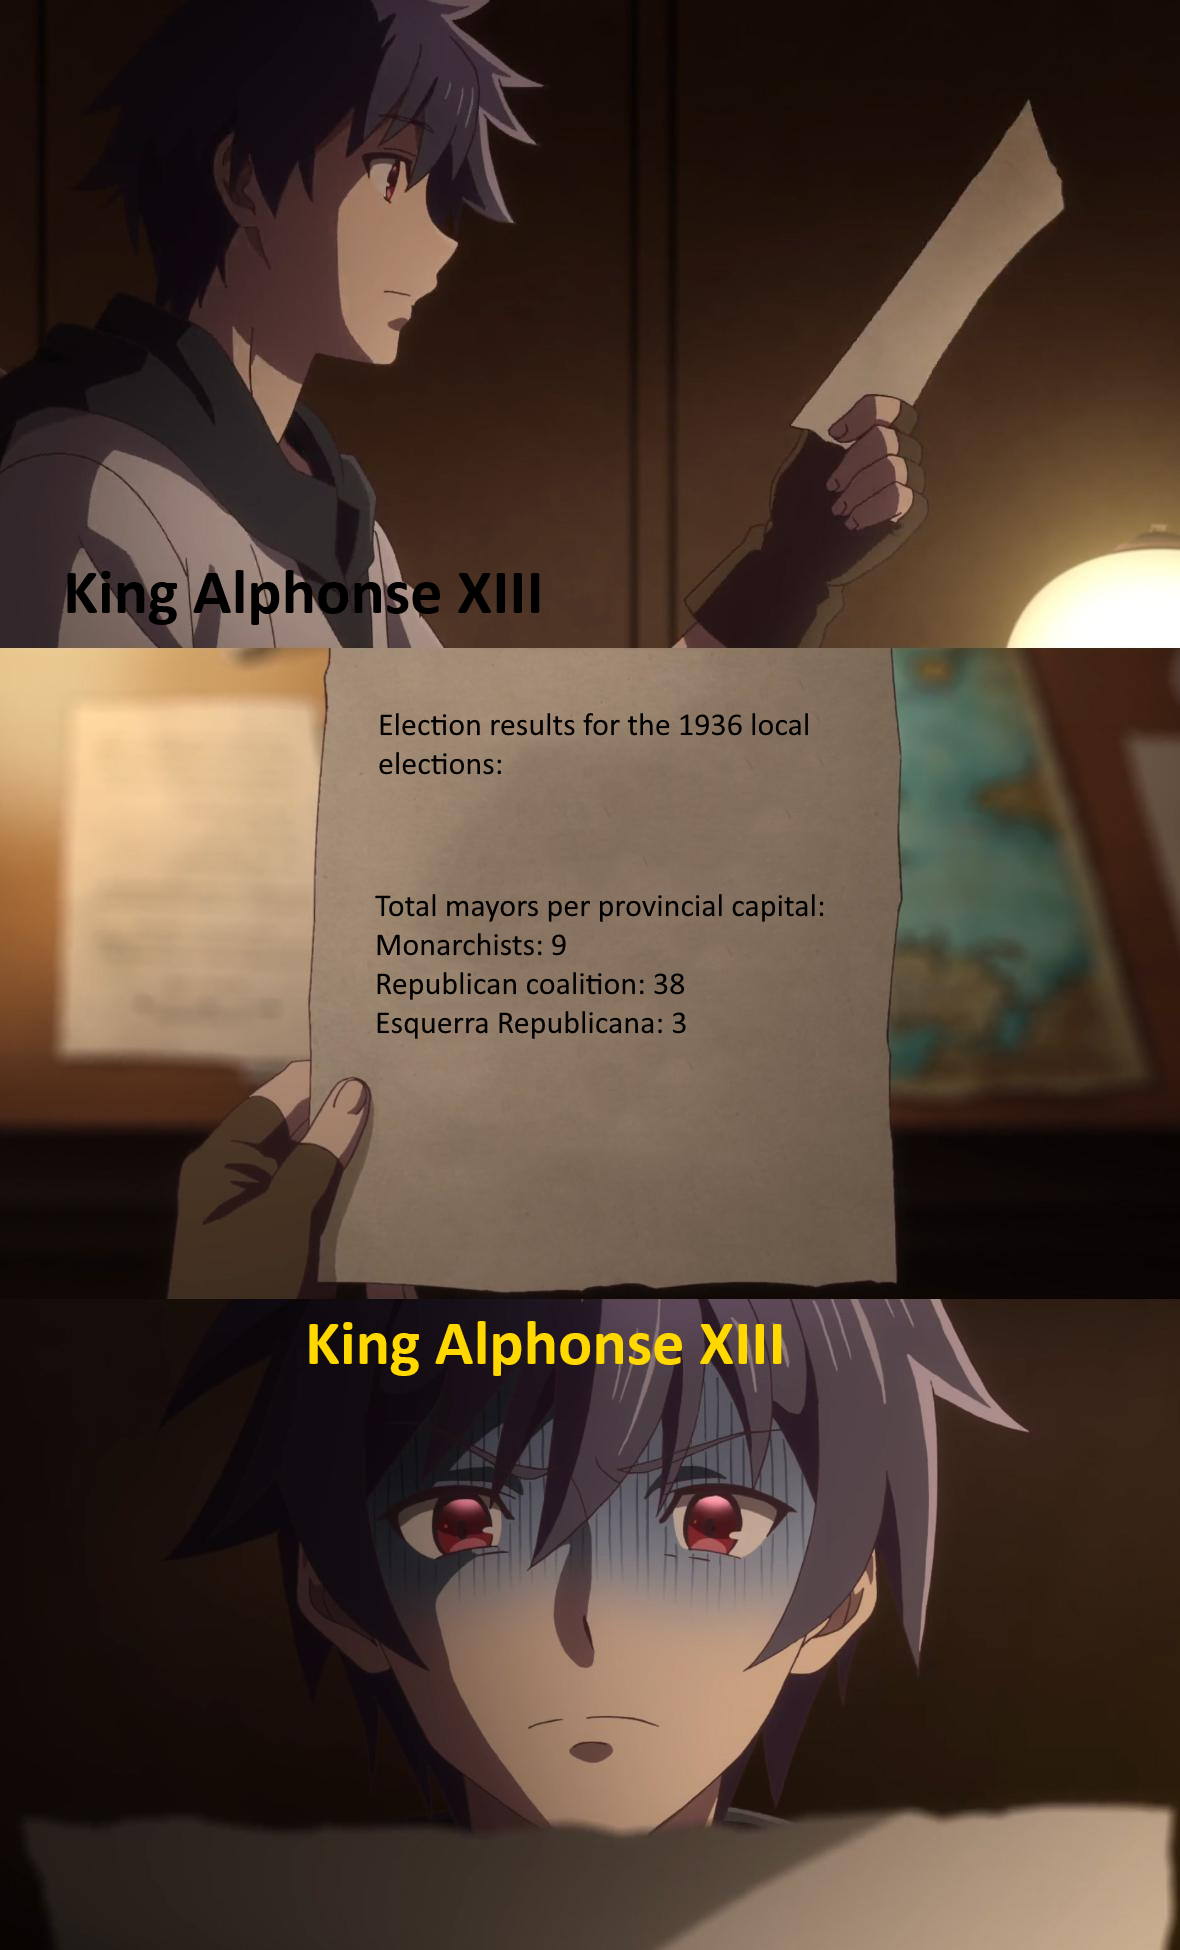 King Alphonse XIII
Election results for the 1936 local
elections:
Total mayors per provincial capital:
Monarchists: 9
Republican coalition: 38
Esquerra Republicana: 3
King Alphonse XIII